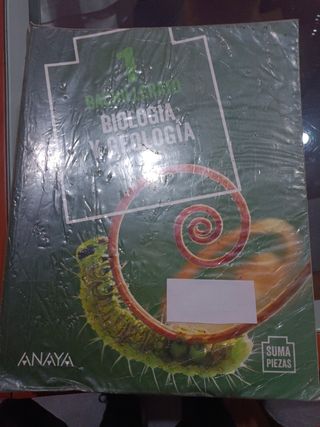 1
BACHILLERATO
BIOLOGÍA
Y GEOLOGÍA
ANAYA
SUMA
PIEZAS